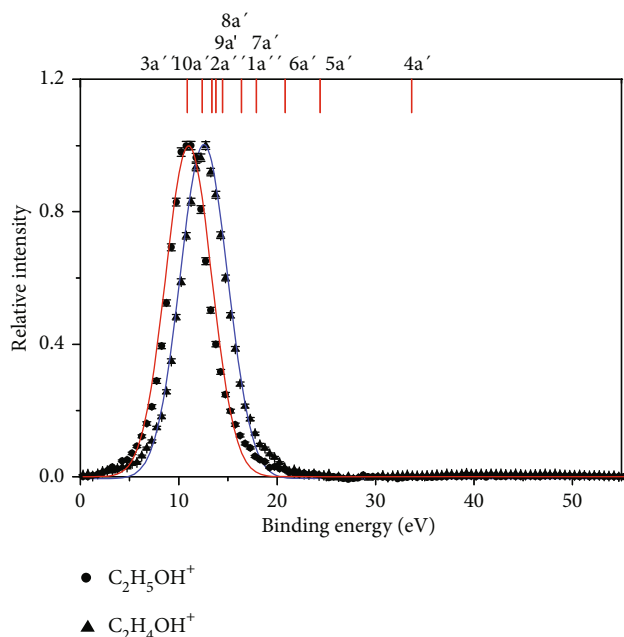 8a´
9a' 7a´
3a´´ 10a´ 2a´´ 1a´´ 6a´ 5a´ 4a´
1.2
0.8
0.4
0.0
Relative intensity
0 10 20 30 40 50
Binding energy (eV)
C₂H₅OH⁺
C₂H₄OH⁺